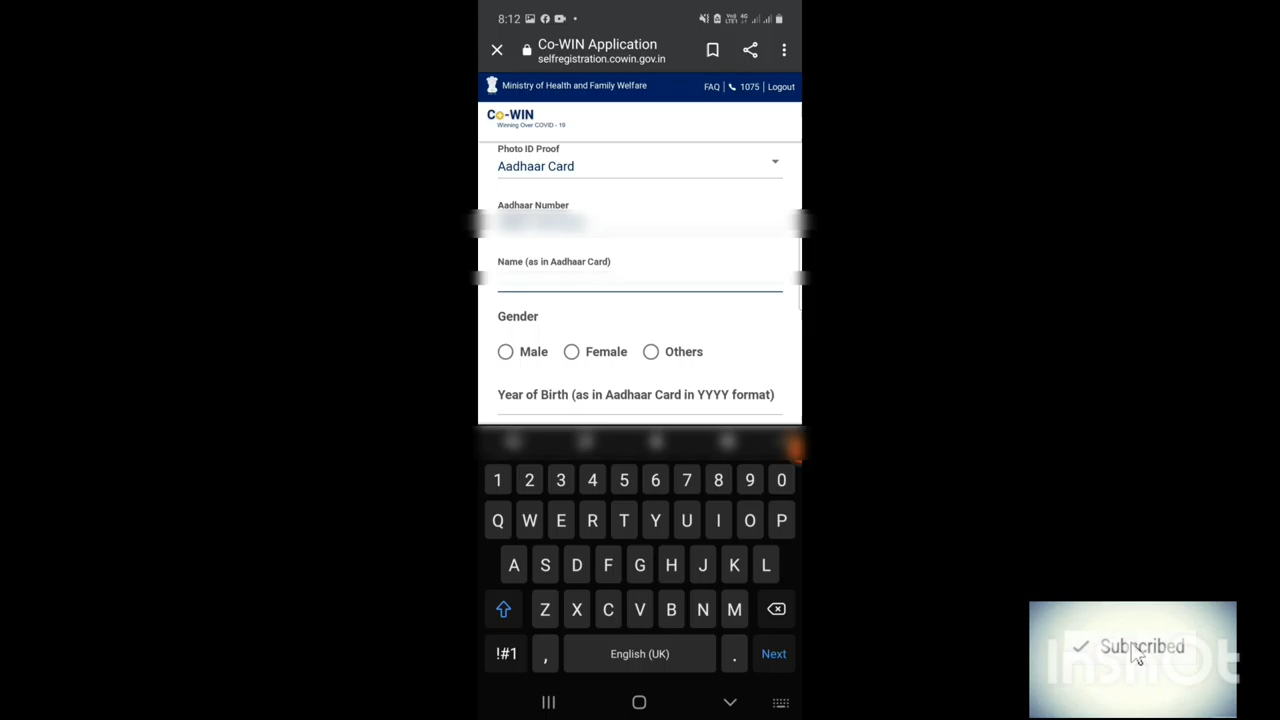 8:12
Co-WIN Application
selfregistration.cowin.gov.in
Ministry of Health and Family Welfare FAQ | 1075 | Logout
Co-WIN
Winning Over COVID - 19
Photo ID Proof
Aadhaar Card
Aadhaar Number
Name (as in Aadhaar Card)
Gender
Male Female Others
Year of Birth (as in Aadhaar Card in YYYY format)
1 2 3 4 5 6 7 8 9 0
Q W E R T Y U I O P
A S D F G H J K L
Z X C V B N M
!#1 , English (UK) . Next
Subscribed
InShOt